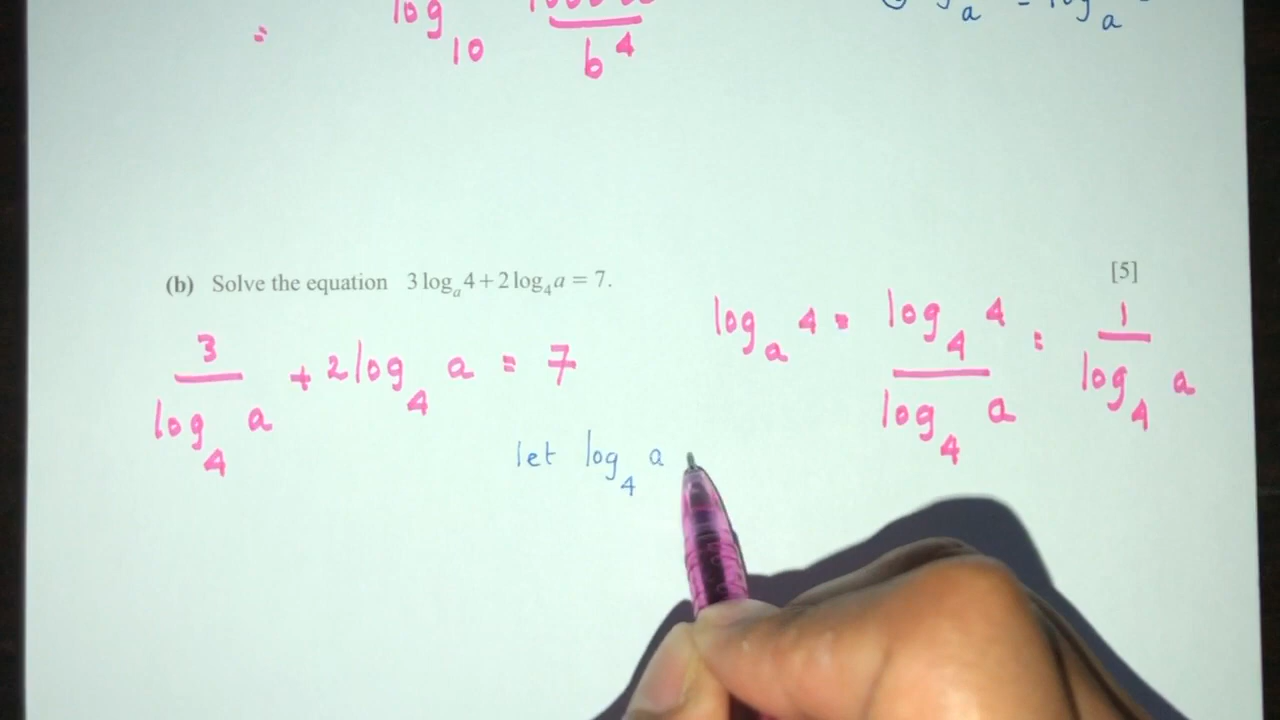 = log 10 b^4
a = log a
(b) Solve the equation 3 log_a 4 + 2 log_4 a = 7. [5]
3/log_4 a + 2 log_4 a = 7
log_a 4 = log_4 4/log_4 a = 1/log_4 a
let log_4 a